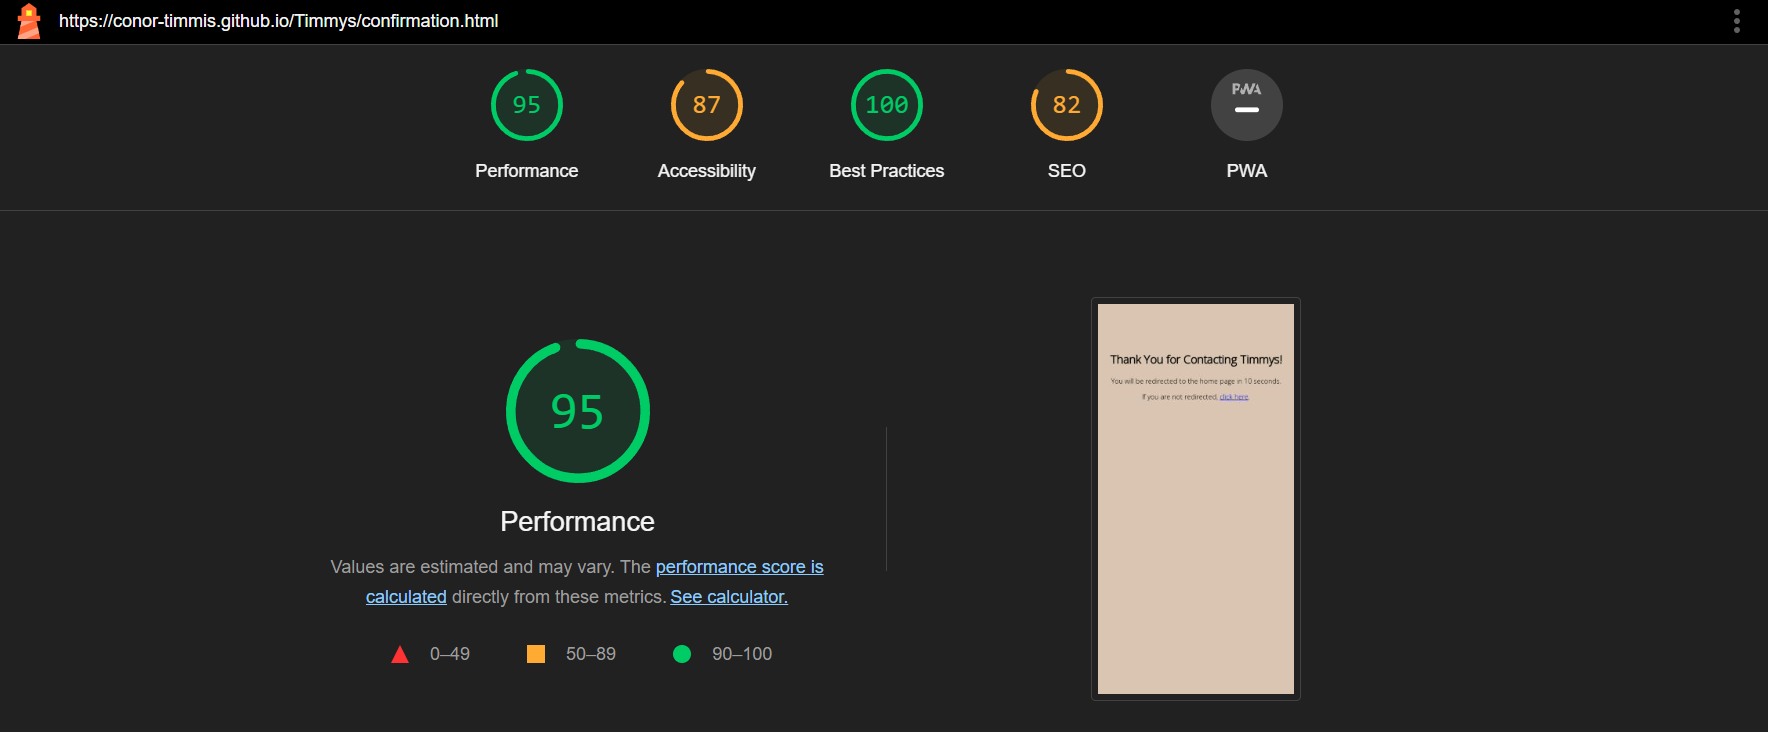 https://conor-timmis.github.io/Timmys/confirmation.html
95
87
100
82
PWA
Performance
Accessibility
Best Practices
SEO
PWA
95
Performance
Values are estimated and may vary. The performance score is
calculated directly from these metrics. See calculator.
0–49
50–89
90–100
Thank You for Contacting Timmys!
You will be redirected to the home page in 10 seconds.
If you are not redirected, click here.